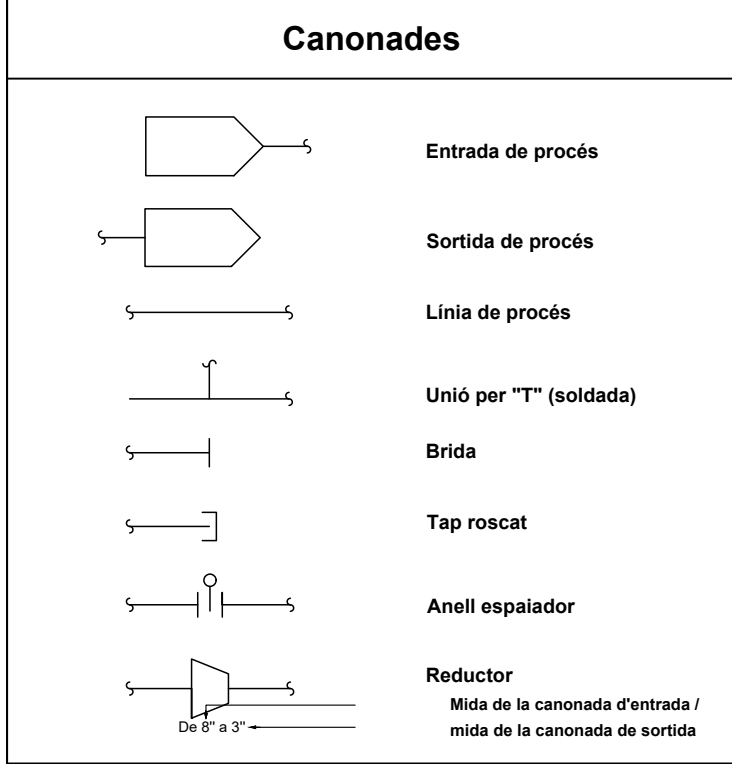 Canonades
Entrada de procés
Sortida de procés
Línia de procés
Unió per "T" (soldada)
Brida
Tap roscat
Anell espaiador
Reductor
Mida de la canonada d'entrada /
mida de la canonada de sortida
De 8" a 3"